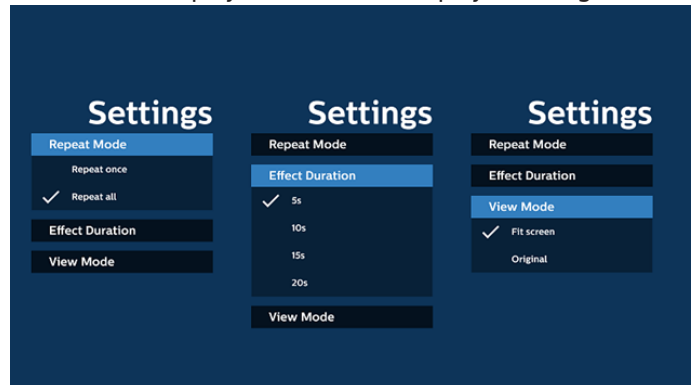 Settings
Repeat Mode
Repeat once
Repeat all
Effect Duration
View Mode
Settings
Repeat Mode
Effect Duration
5s
10s
15s
20s
View Mode
Settings
Repeat Mode
Effect Duration
View Mode
Fit screen
Original